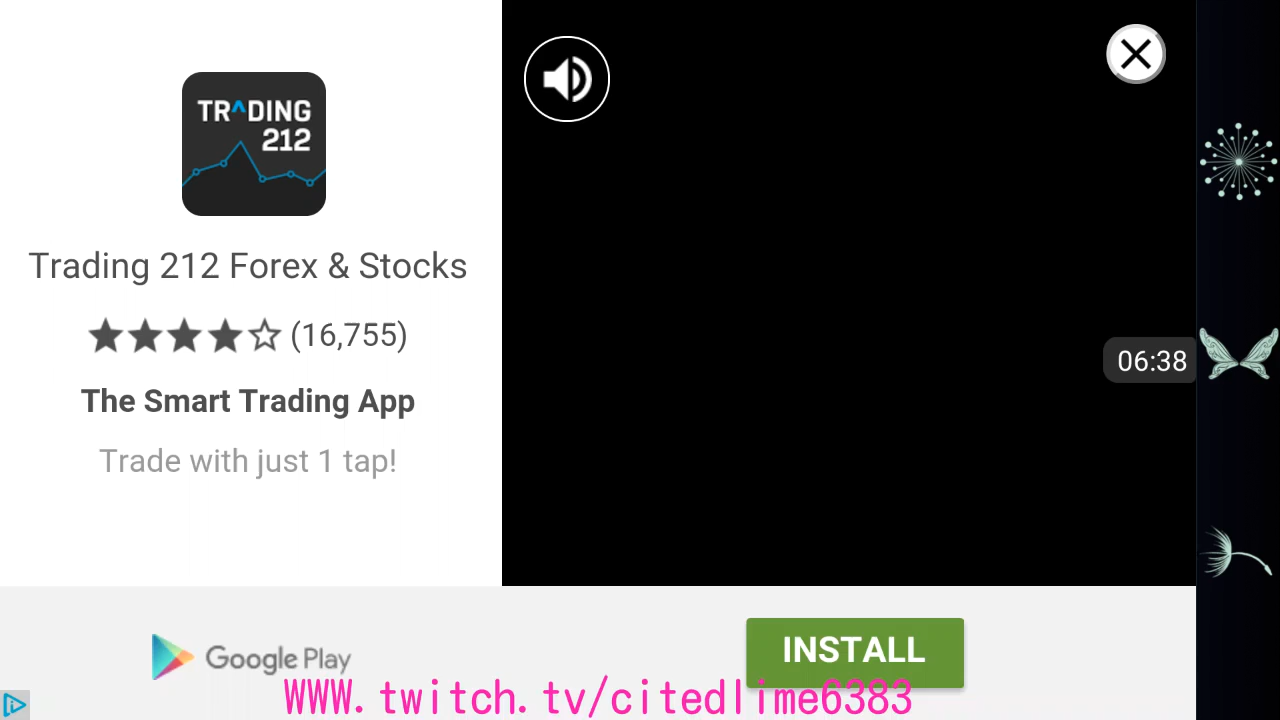 TRADING
212
Trading 212 Forex & Stocks
(16,755)
The Smart Trading App
Trade with just 1 tap!
06:38
Google Play
INSTALL
WWW.twitch.tv/citedlime6383